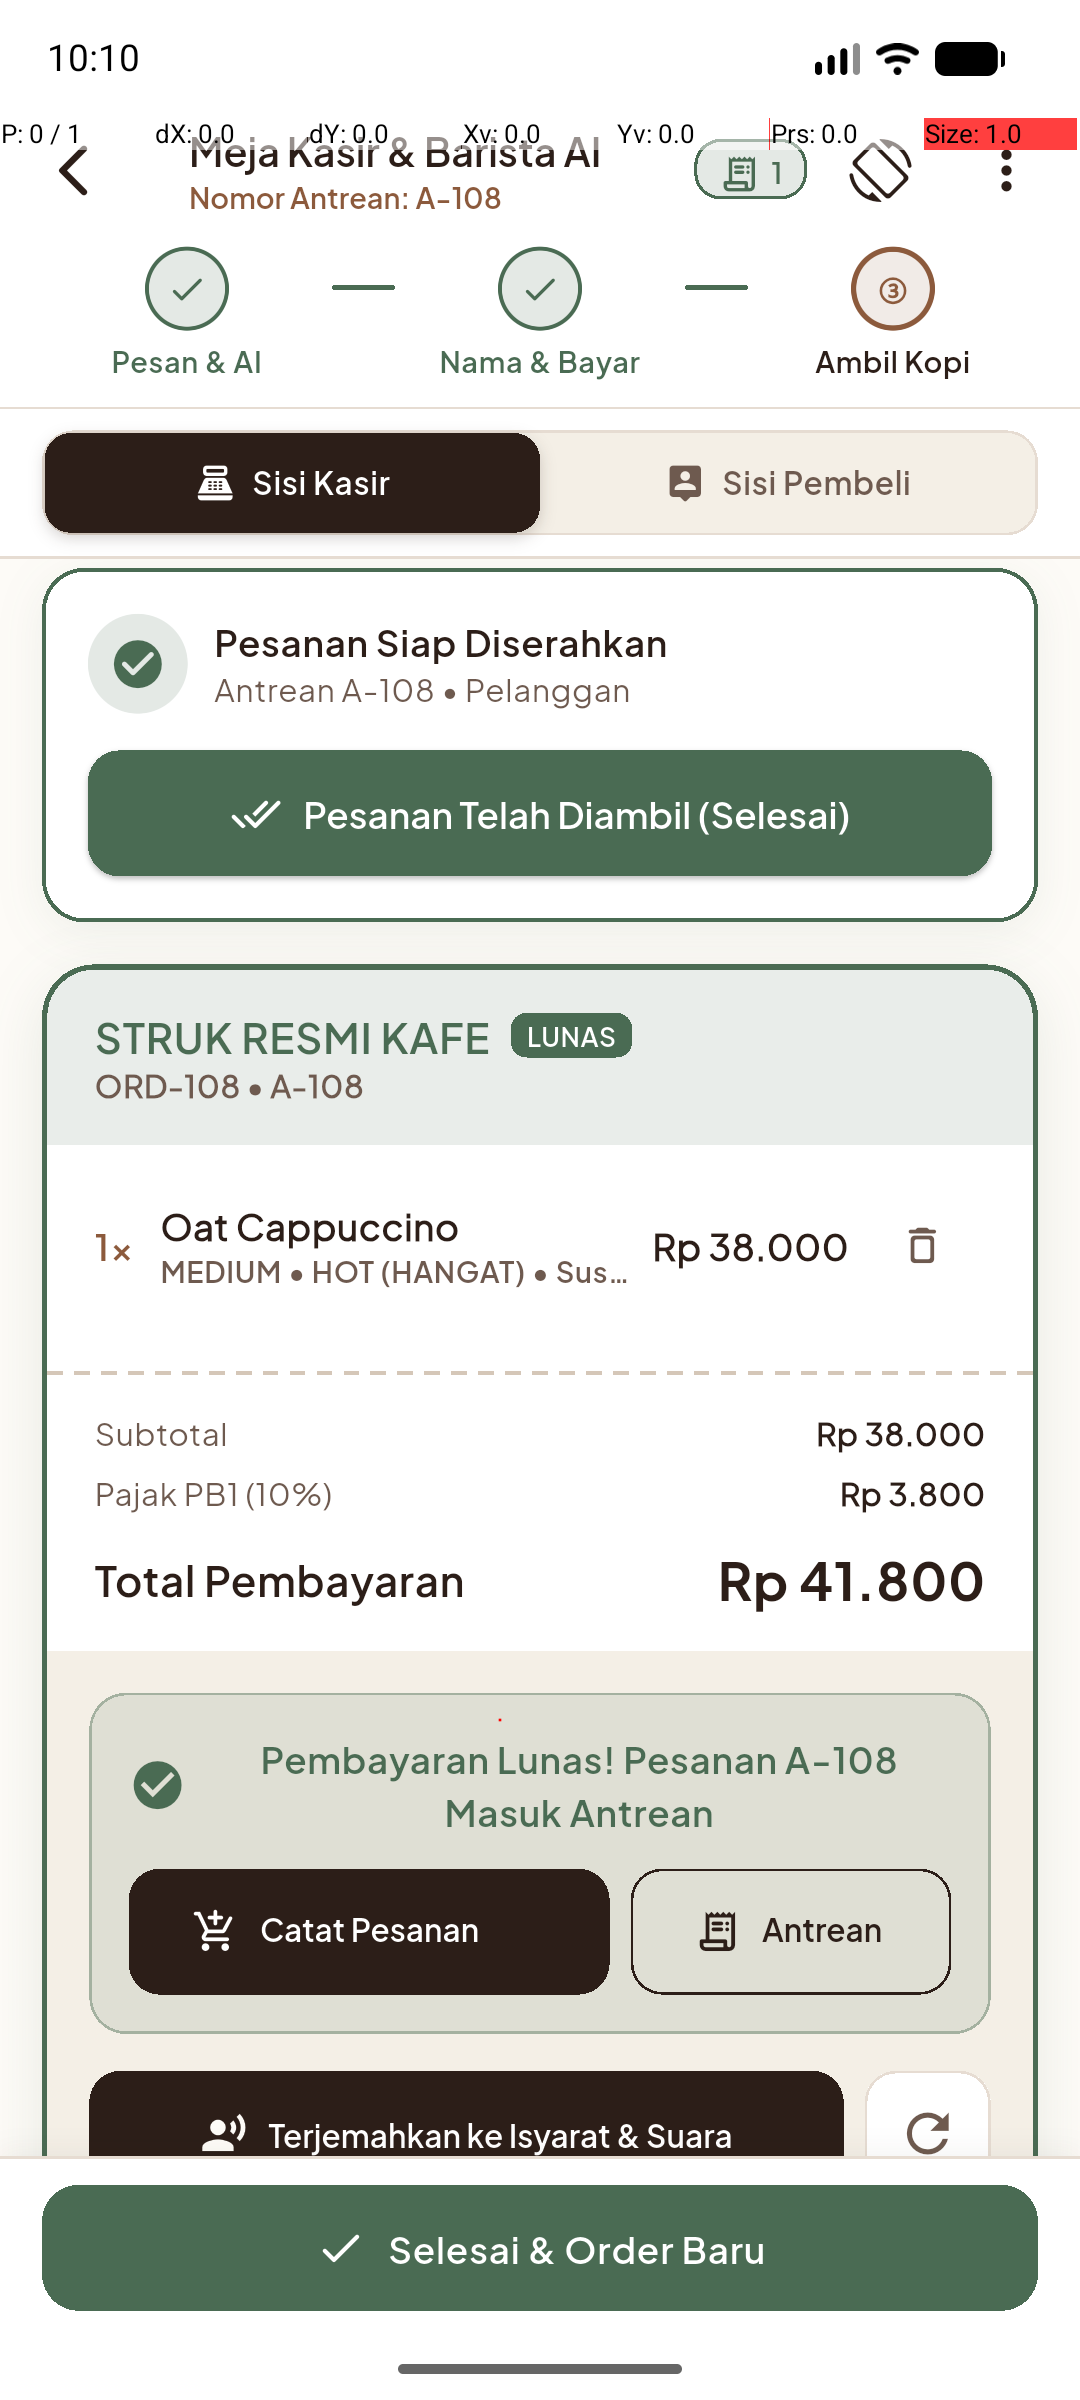 10:10
P: 0 / 1 dX: 0.0 dY: 0.0 Xv: 0.0 Yv: 0.0 Prs: 0.0 Size: 1.0
Meja Kasir & Barista AI
Nomor Antrean: A-108
1
3
Pesan & AI
Nama & Bayar
Ambil Kopi
Sisi Kasir
Sisi Pembeli
Pesanan Siap Diserahkan
Antrean A-108 • Pelanggan
Pesanan Telah Diambil (Selesai)
STRUK RESMI KAFE LUNAS
ORD-108 • A-108
1× Oat Cappuccino Rp 38.000
MEDIUM • HOT (HANGAT) • Sus...
Subtotal Rp 38.000
Pajak PB1 (10%) Rp 3.800
Total Pembayaran Rp 41.800
Pembayaran Lunas! Pesanan A-108
Masuk Antrean
Catat Pesanan
Antrean
Terjemahkan ke Isyarat & Suara
Selesai & Order Baru